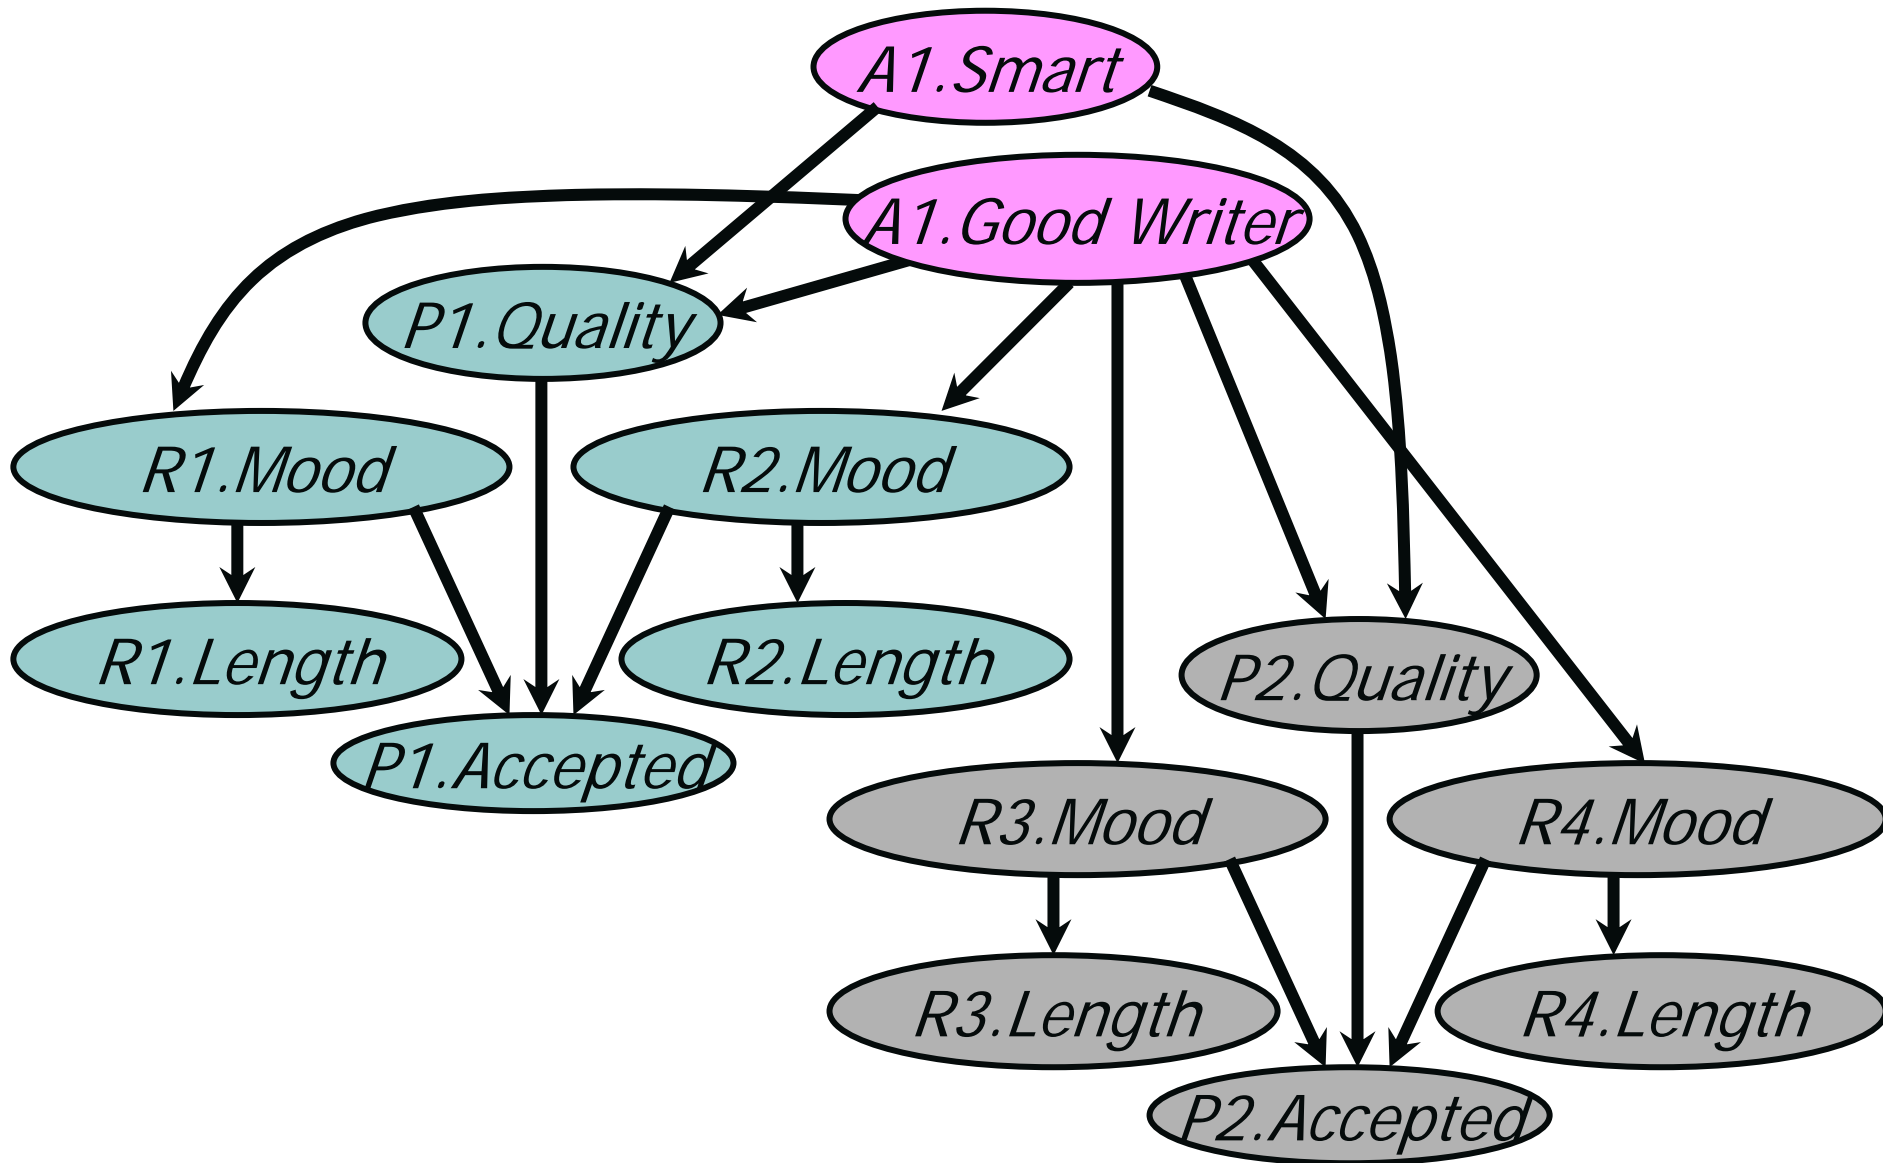 A1.Smart
A1.Good Writer
P1.Quality
R1.Mood
R2.Mood
R1.Length
R2.Length
P2.Quality
P1.Accepted
R3.Mood
R4.Mood
R3.Length
R4.Length
P2.Accepted